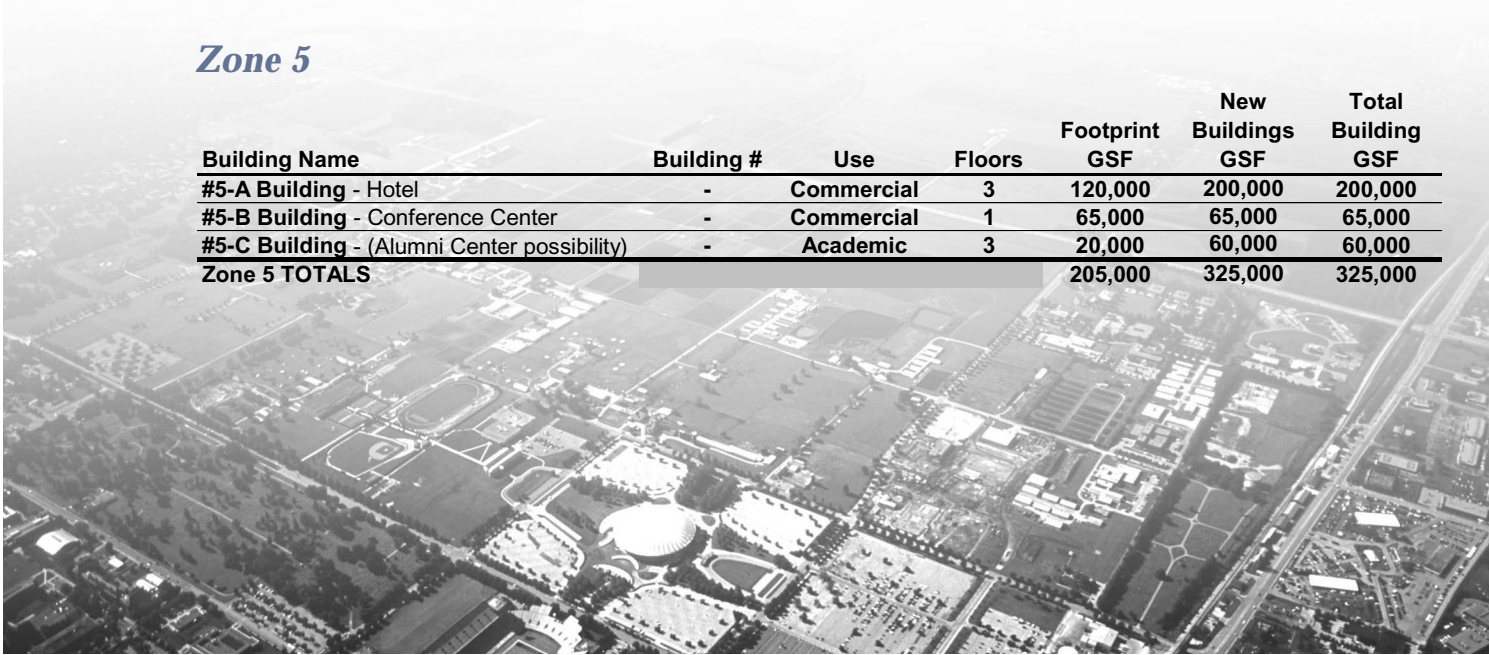 Zone 5
New Total
Footprint Buildings Building
Building Name Building # Use Floors GSF GSF GSF
#5-A Building - Hotel - Commercial 3 120,000 200,000 200,000
#5-B Building - Conference Center - Commercial 1 65,000 65,000 65,000
#5-C Building - (Alumni Center possibility) - Academic 3 20,000 60,000 60,000
Zone 5 TOTALS 205,000 325,000 325,000